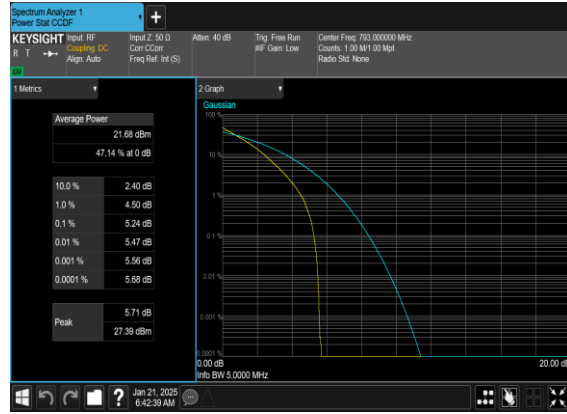 Spectrum Analyzer 1
Power Stat CCDF
KEYSIGHT
R T
Input: RF
Coupling: DC
Align: Auto
Input Z: 50 Ω
Corr CCorr
Freq Ref: Int (S)
Atten: 40 dB
Trig: Free Run
#IF Gain: Low
Center Freq: 793.000000 MHz
Counts: 1.00 M/1.00 Mpt
Radio Std: None
1 Metrics
Average Power
21.68 dBm
47.14 % at 0 dB
10.0 % 2.40 dB
1.0 % 4.50 dB
0.1 % 5.24 dB
0.01 % 5.47 dB
0.001 % 5.56 dB
0.0001 % 5.68 dB
Peak
5.71 dB
27.39 dBm
2 Graph
Gaussian
100 %
10 %
1 %
0.1 %
0.01 %
0.001 %
0.0001 %
0.00 dB
20.00 dB
Info BW 5.0000 MHz
?
Jan 21, 2025
6:42:39 AM